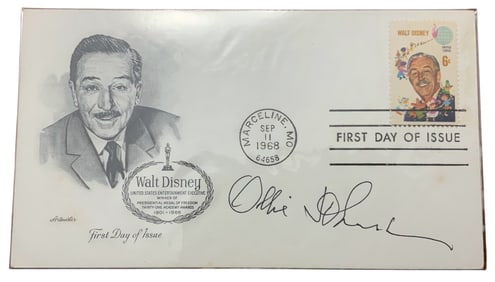 WALT DISNEY
UNITED STATES
6¢
MARCELINE, MO
SEP
11
1968
64658
FIRST DAY OF ISSUE
Walt Disney
UNITED STATES ENTERTAINMENT EXECUTIVE
WINNER OF
PRESIDENTIAL MEDAL OF FREEDOM
THIRTY-ONE ACADEMY AWARDS
1901-1966
Artmaster
First Day of Issue
Ollie Johnston